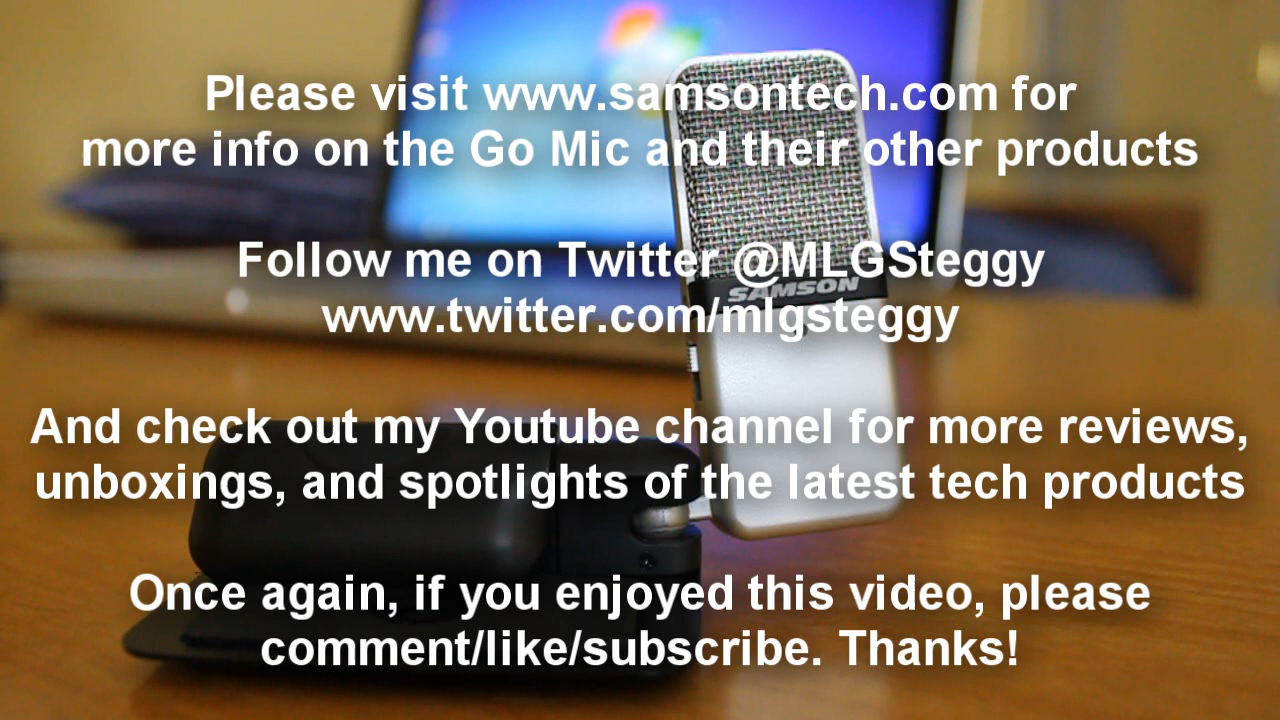 Please visit www.samsontech.com for
more info on the Go Mic and their other products
Follow me on Twitter @MLGSteggy
SAMSON
www.twitter.com/mlgsteggy
And check out my Youtube channel for more reviews,
unboxings, and spotlights of the latest tech products
Once again, if you enjoyed this video, please
comment/like/subscribe. Thanks!